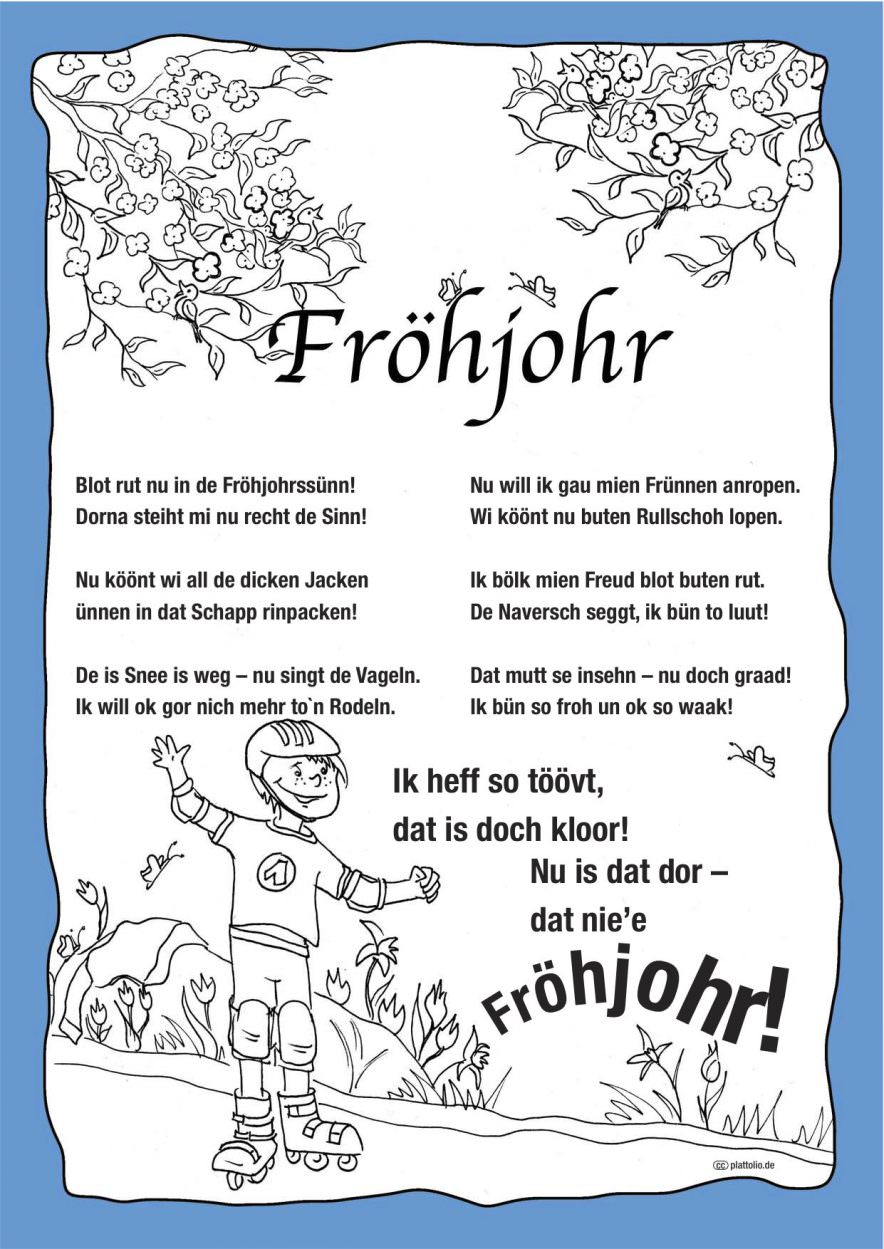 Fröhjohr
Blot rut nu in de Fröhjohrssünn!
Dorna steiht mi nu recht de Sinn!
Nu köönt wi all de dicken Jacken
ünnen in dat Schapp rinpacken!
De is Snee is weg – nu singt de Vageln.
Ik will ok gor nich mehr to`n Rodeln.
Nu will ik gau mien Frünnen anropen.
Wi köönt nu buten Rullschoh lopen.
Ik bölk mien Freud blot buten rut.
De Naversch seggt, ik bün to luut!
Dat mutt se insehn – nu doch graad!
Ik bün so froh un ok so waak!
Ik heff so töövt,
dat is doch kloor!
Nu is dat dor –
dat nie’e
Fröhjohr!
cc plattolio.de